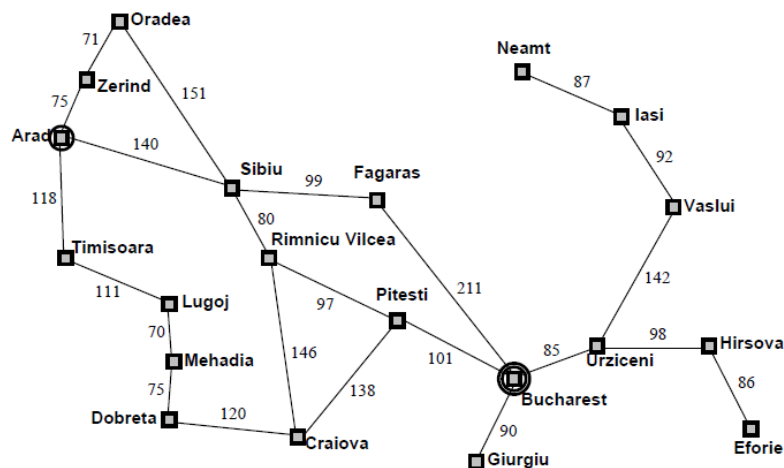 Oradea
71
Neamt
Zerind
87
75
151
Iasi
Arad
140
92
Sibiu
99
Fagaras
118
80
Vaslui
Timisoara
Rimnicu Vilcea
111
97
Pitesti
211
142
Lugoj
70
146
101
85
98
Hirsova
Mehadia
Urziceni
75
138
86
Bucharest
Dobreta
120
Craiova
90
Eforie
Giurgiu